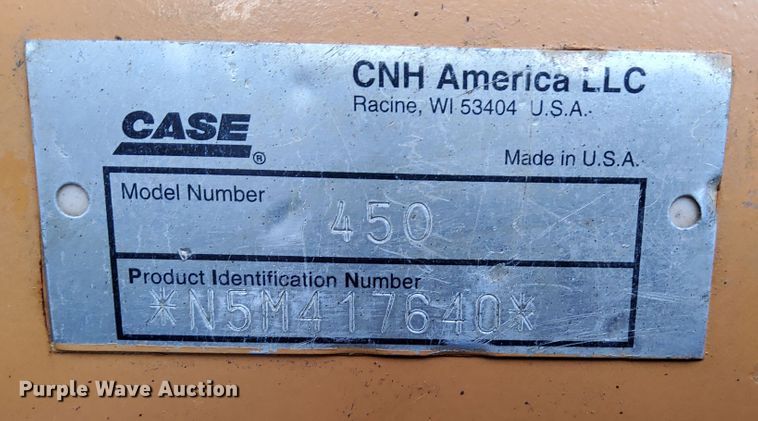 CNH America LLC
Racine, WI 53404 U.S.A.
CASE®
Made in U.S.A.
Model Number
450
Product Identification Number
*N5M417640*
Purple Wave Auction